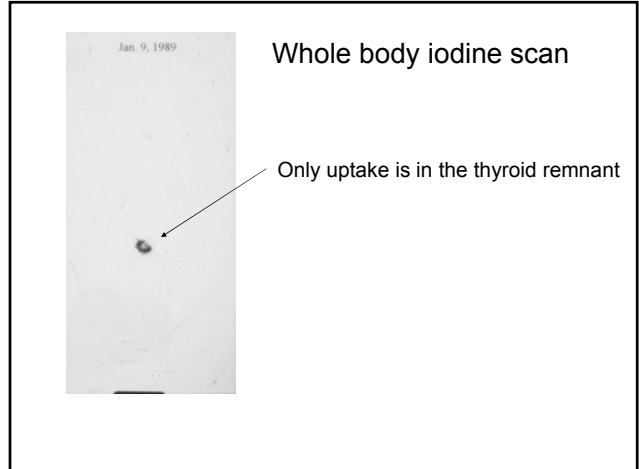 Jan. 9, 1989
Whole body iodine scan
Only uptake is in the thyroid remnant